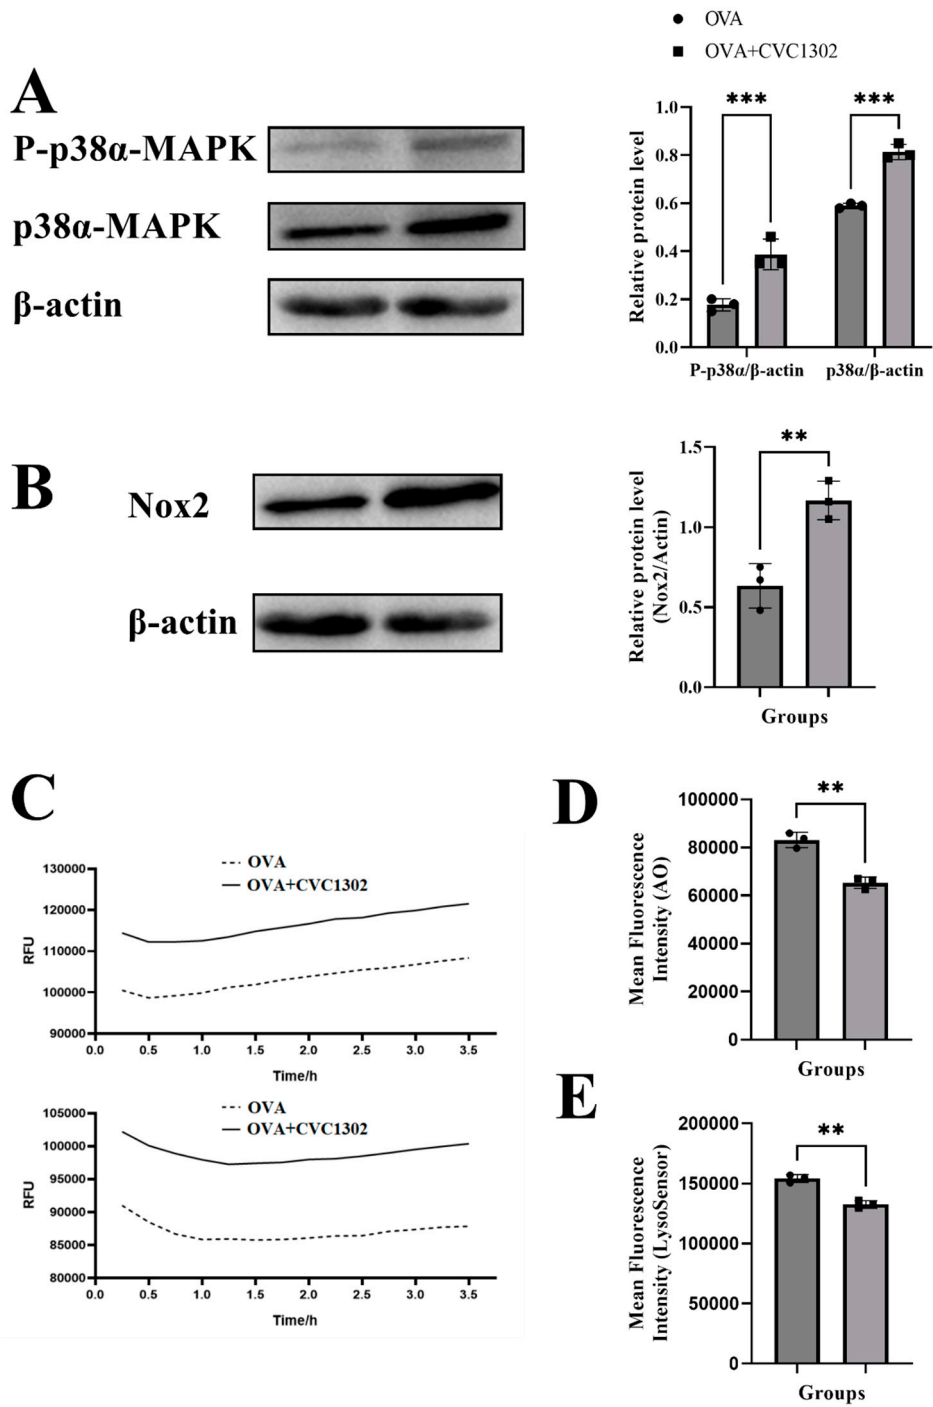 OVA
OVA+CVC1302
A
P-p38α-MAPK
p38α-MAPK
β-actin
Relative protein level
1.0
0.8
0.6
0.4
0.2
0.0
***
***
P-p38α/β-actin
p38α/β-actin
B
Nox2
β-actin
Relative protein level
(Nox2/Actin)
1.5
1.0
0.5
0.0
**
Groups
C
OVA
OVA+CVC1302
RFU
130000
120000
110000
100000
90000
0.0 0.5 1.0 1.5 2.0 2.5 3.0 3.5
Time/h
OVA
OVA+CVC1302
RFU
105000
100000
95000
90000
85000
80000
0.0 0.5 1.0 1.5 2.0 2.5 3.0 3.5
Time/h
D
Mean Fluorescence
Intensity (AO)
100000
80000
60000
40000
20000
0
**
Groups
E
Mean Fluorescence
Intensity (LysoSensor)
200000
150000
100000
50000
0
**
Groups